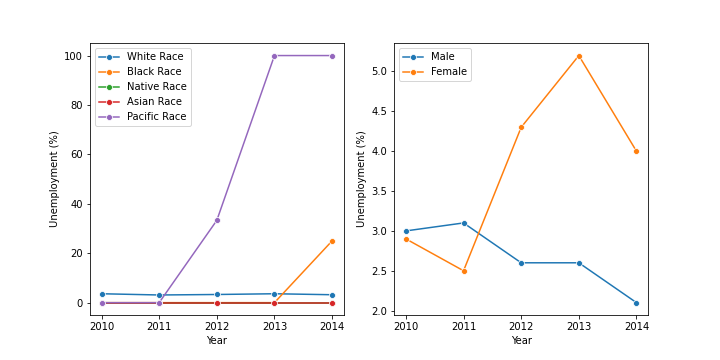 White Race
Black Race
Native Race
Asian Race
Pacific Race
100
80
60
40
20
0
Unemployment (%)
2010 2011 2012 2013 2014
Year
Male
Female
5.0
4.5
4.0
3.5
3.0
2.5
2.0
Unemployment (%)
2010 2011 2012 2013 2014
Year